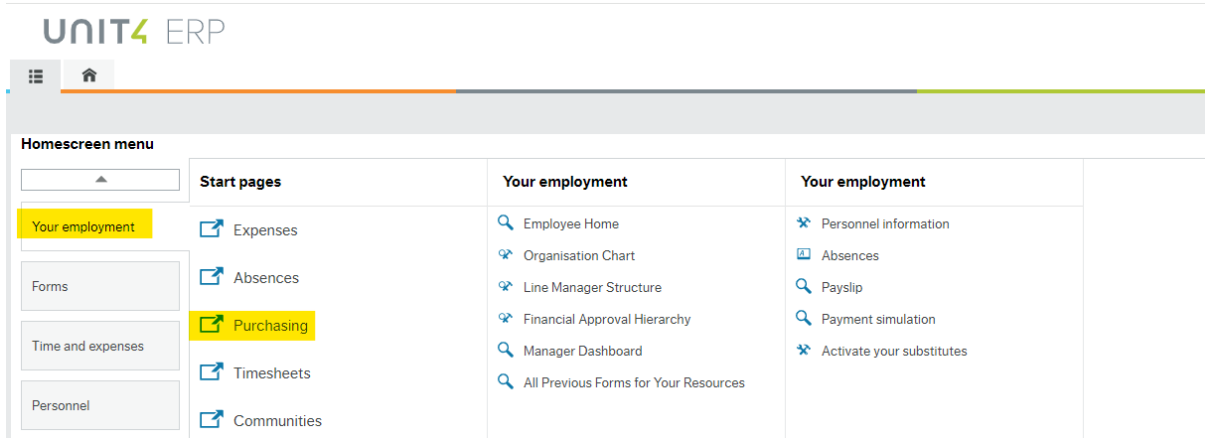 UNIT4 ERP
Homescreen menu
Your employment
Forms
Time and expenses
Personnel
Start pages
Expenses
Absences
Purchasing
Timesheets
Communities
Your employment
Employee Home
Organisation Chart
Line Manager Structure
Financial Approval Hierarchy
Manager Dashboard
All Previous Forms for Your Resources
Your employment
Personnel information
Absences
Payslip
Payment simulation
Activate your substitutes